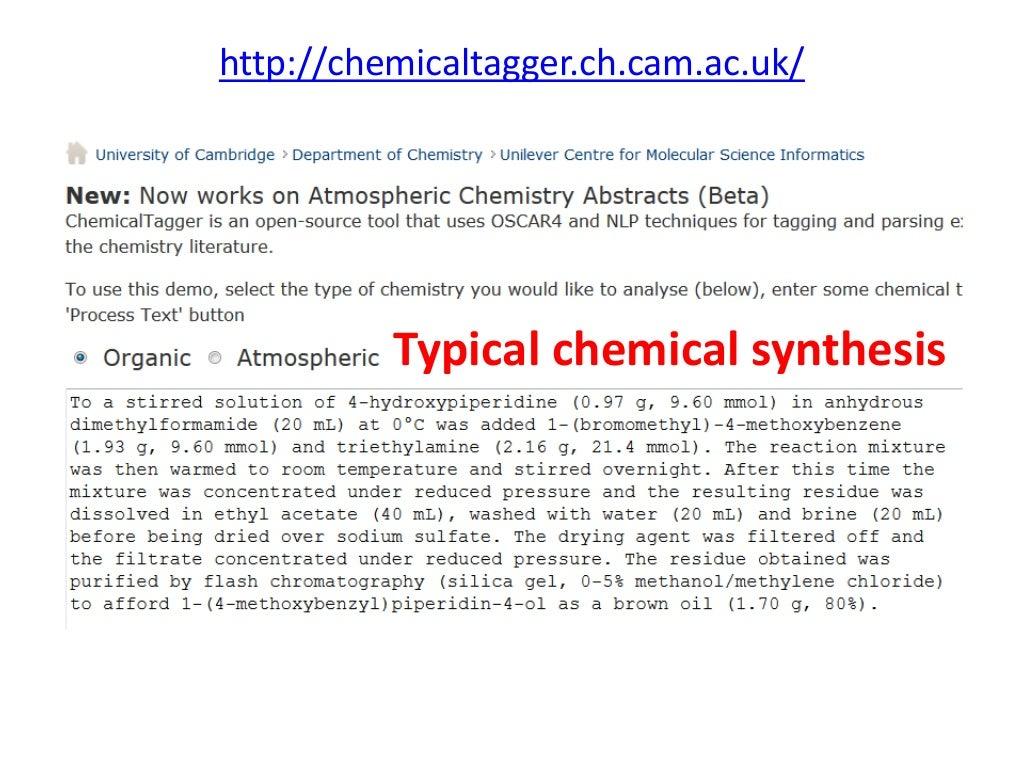 http://chemicaltagger.ch.cam.ac.uk/
University of Cambridge > Department of Chemistry > Unilever Centre for Molecular Science Informatics
New: Now works on Atmospheric Chemistry Abstracts (Beta)
ChemicalTagger is an open-source tool that uses OSCAR4 and NLP techniques for tagging and parsing
the chemistry literature.
To use this demo, select the type of chemistry you would like to analyse (below), enter some chemical
'Process Text' button
Organic Atmospheric Typical chemical synthesis
To a stirred solution of 4-hydroxypiperidine (0.97 g, 9.60 mmol) in anhydrous
dimethylformamide (20 mL) at 0°C was added 1-(bromomethyl)-4-methoxybenzene
(1.93 g, 9.60 mmol) and triethylamine (2.16 g, 21.4 mmol). The reaction mixture
was then warmed to room temperature and stirred overnight. After this time the
mixture was concentrated under reduced pressure and the resulting residue was
dissolved in ethyl acetate (40 mL), washed with water (20 mL) and brine (20 mL)
before being dried over sodium sulfate. The drying agent was filtered off and
the filtrate concentrated under reduced pressure. The residue obtained was
purified by flash chromatography (silica gel, 0-5% methanol/methylene chloride)
to afford 1-(4-methoxybenzyl)piperidin-4-ol as a brown oil (1.70 g, 80%).